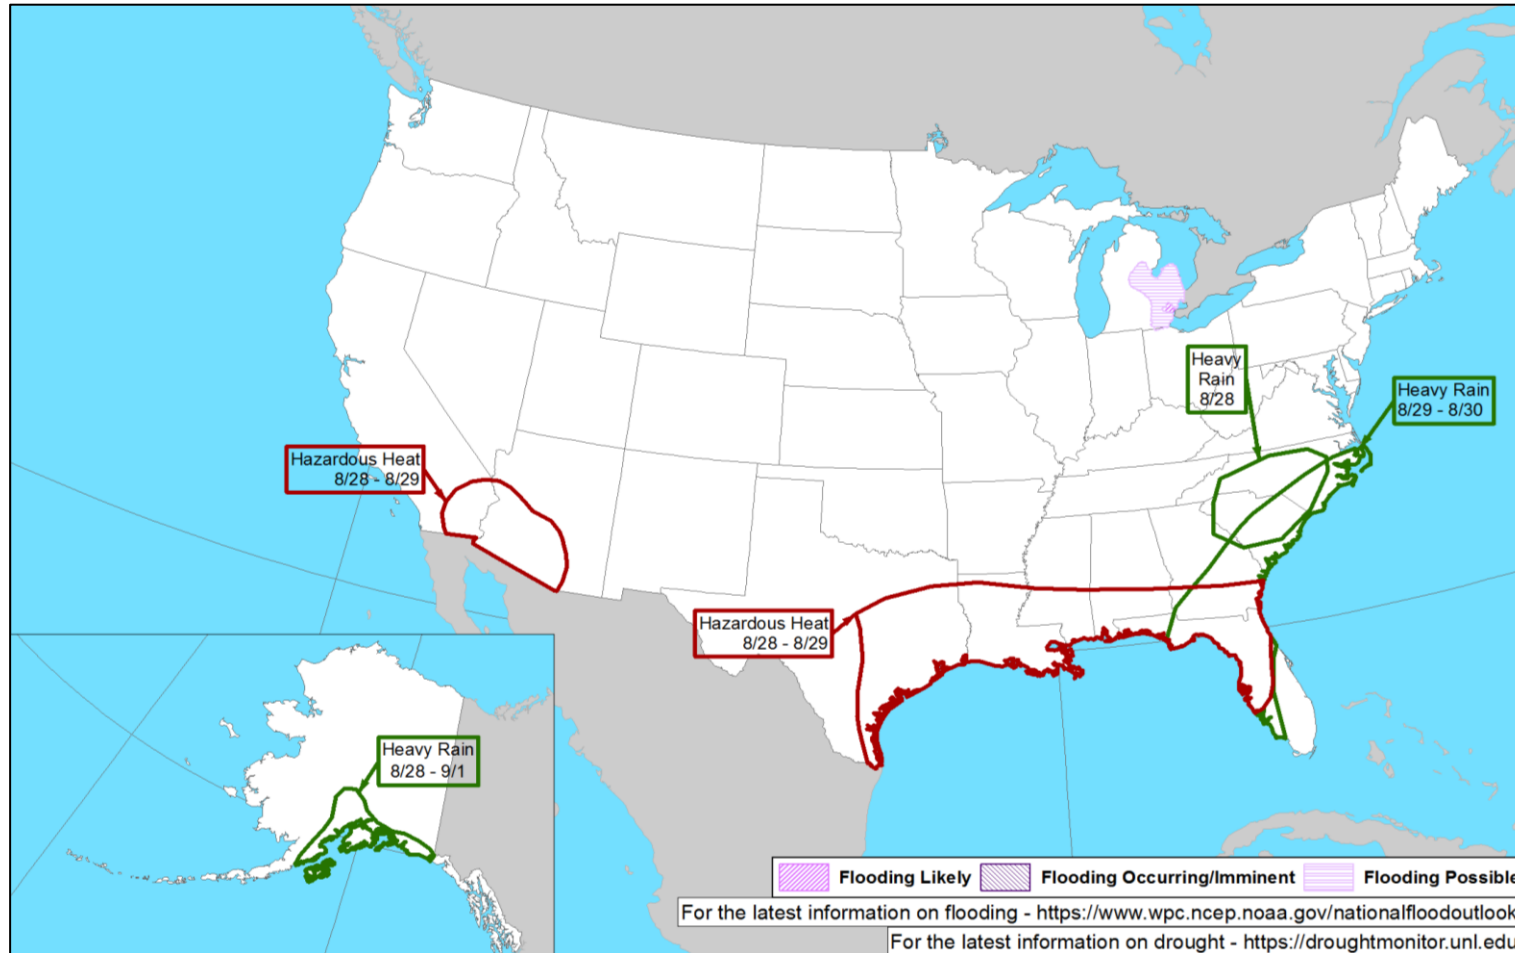 Heavy
Rain
8/28
Heavy Rain
8/29 - 8/30
Hazardous Heat
8/28 - 8/29
Hazardous Heat
8/28 - 8/29
Heavy Rain
8/28 - 9/1
Flooding Likely
Flooding Occurring/Imminent
Flooding Possible
For the latest information on flooding - https://www.wpc.ncep.noaa.gov/nationalfloodoutlook
For the latest information on drought - https://droughtmonitor.unl.edu